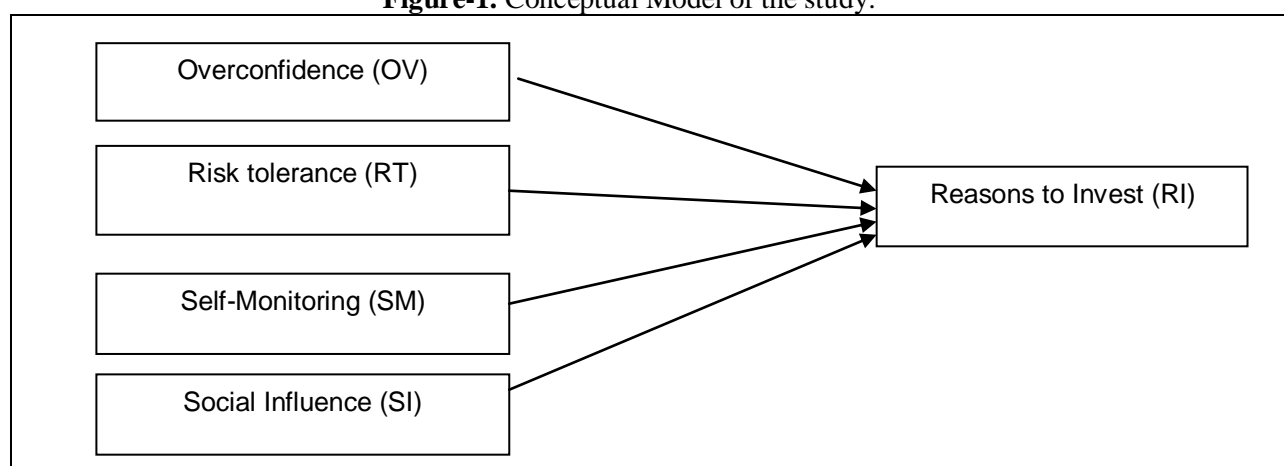 Figure-1. Conceptual Model of the study.
Overconfidence (OV)
Risk tolerance (RT)
Reasons to Invest (RI)
Self-Monitoring (SM)
Social Influence (SI)